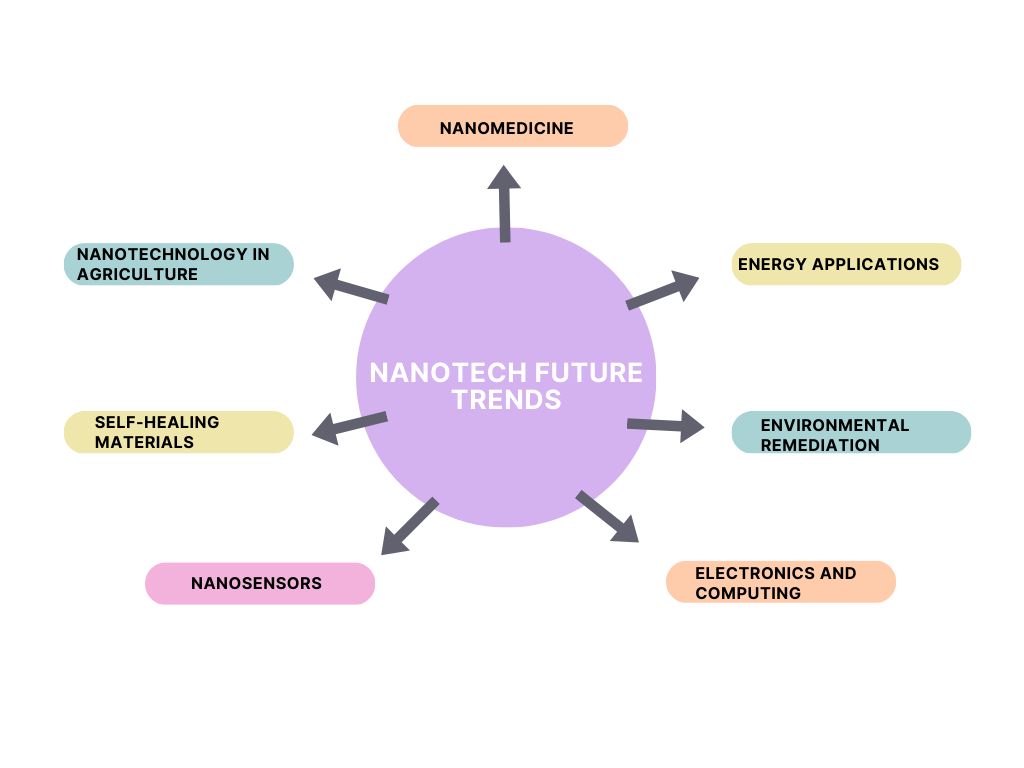 NANOMEDICINE
NANOTECHNOLOGY IN
AGRICULTURE
ENERGY APPLICATIONS
NANOTECH FUTURE
TRENDS
SELF-HEALING
MATERIALS
ENVIRONMENTAL
REMEDIATION
NANOSENSORS
ELECTRONICS AND
COMPUTING